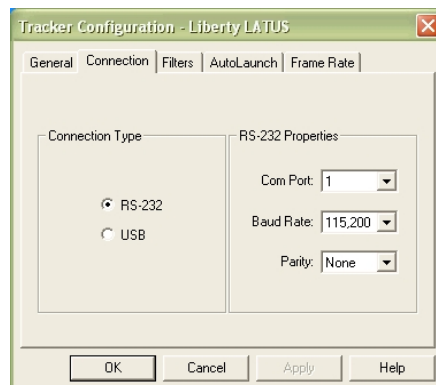 Tracker Configuration - Liberty LATUS
General Connection Filters AutoLaunch Frame Rate
Connection Type
RS-232
USB
RS-232 Properties
Com Port: 1
Baud Rate: 115,200
Parity: None
OK Cancel Apply Help